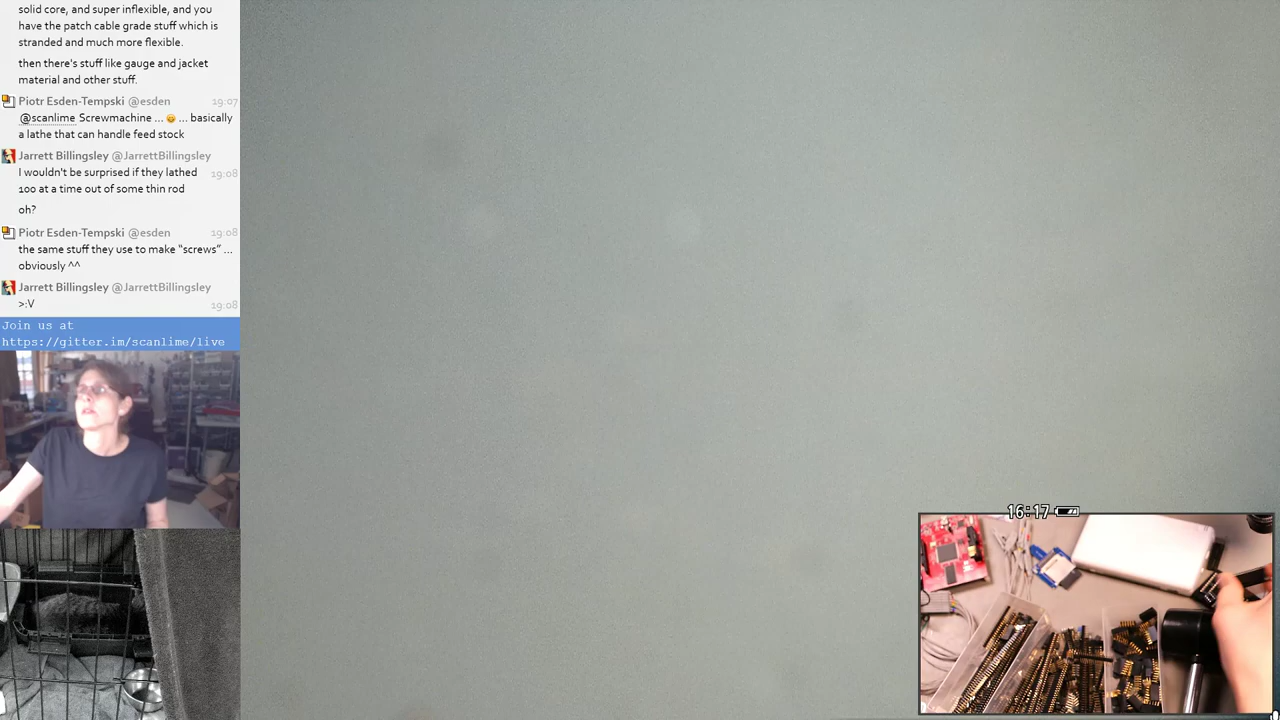 solid core, and super inflexible, and you
have the patch cable grade stuff which is
stranded and much more flexible.
then there's stuff like gauge and jacket
material and other stuff.
Piotr Esden-Tempski @esden 19:07
@scanlime Screwmachine ... 😄 ... basically
a lathe that can handle feed stock
Jarrett Billingsley @JarrettBillingsley
I wouldn't be surprised if they lathed 19:08
100 at a time out of some thin rod
oh?
Piotr Esden-Tempski @esden 19:08
the same stuff they use to make “screws” ...
obviously ^^
Jarrett Billingsley @JarrettBillingsley
>:V 19:08
Join us at
https://gitter.im/scanlime/live
16:17